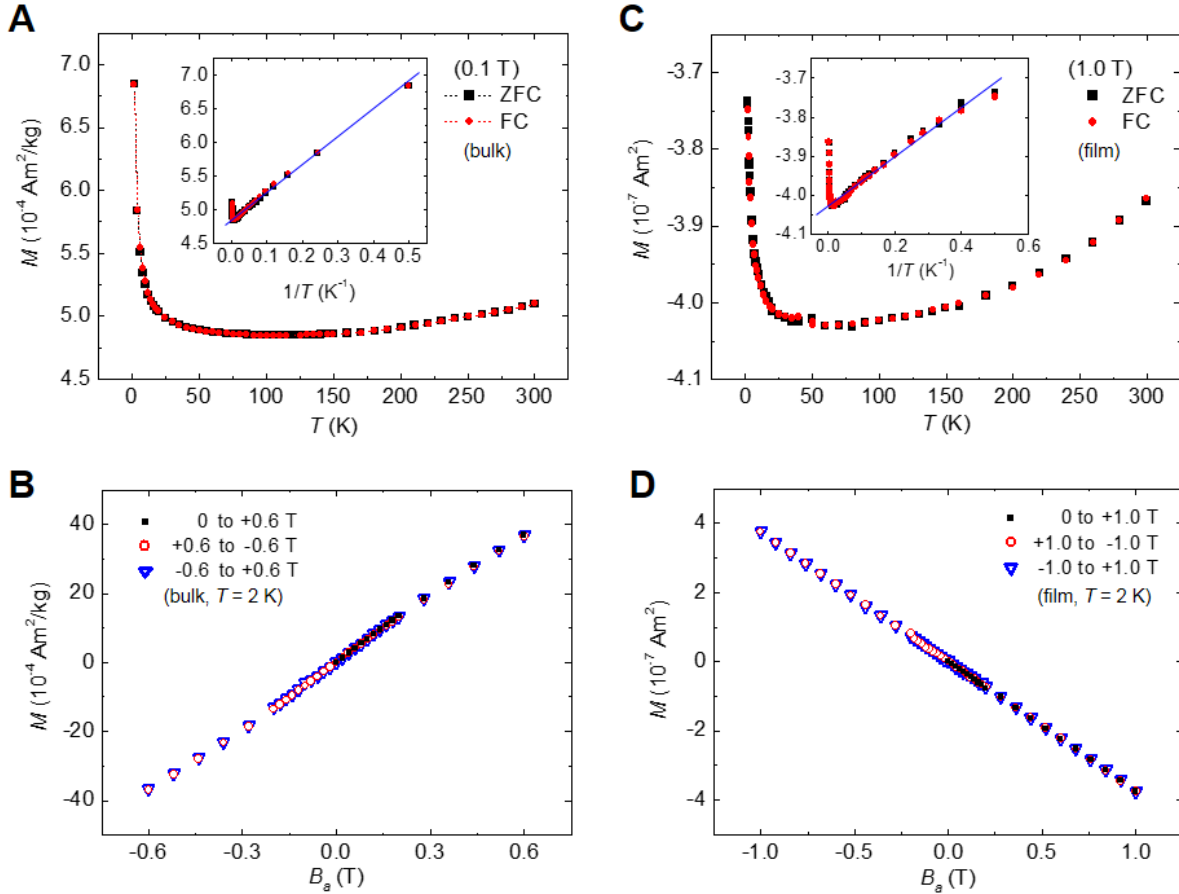 A
M (10⁻⁴ Am²/kg)
7.0
6.5
6.0
5.5
5.0
4.5
0
50
100
150
200
250
300
T (K)
7.0
6.5
6.0
5.5
5.0
4.5
0.0
0.1
0.2
0.3
0.4
0.5
1/T (K⁻¹)
(0.1 T)
ZFC
FC
(bulk)
C
M (10⁻⁷ Am²)
-3.7
-3.8
-3.9
-4.0
-4.1
0
50
100
150
200
250
300
T (K)
-3.7
-3.8
-3.9
-4.0
-4.1
0.0
0.2
0.4
0.6
1/T (K⁻¹)
(1.0 T)
ZFC
FC
(film)
B
M (10⁻⁴ Am²/kg)
40
20
0
-20
-40
-0.6
-0.3
0.0
0.3
0.6
Bₐ (T)
0 to +0.6 T
+0.6 to -0.6 T
-0.6 to +0.6 T
(bulk, T = 2 K)
D
M (10⁻⁷ Am²)
4
2
0
-2
-4
-1.0
-0.5
0.0
0.5
1.0
Bₐ (T)
0 to +1.0 T
+1.0 to -1.0 T
-1.0 to +1.0 T
(film, T = 2 K)